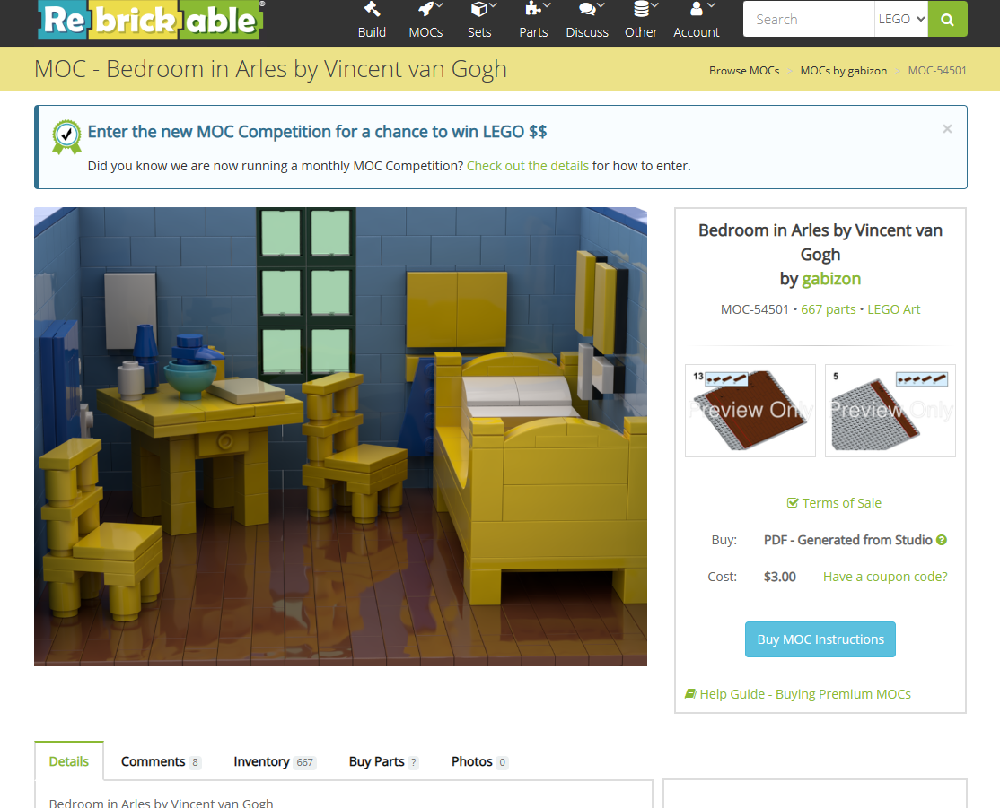 Rebrickable®
Build MOCs Sets Parts Discuss Other Account
Search LEGO
MOC - Bedroom in Arles by Vincent van Gogh
Browse MOCs > MOCs by gabizon > MOC-54501
Enter the new MOC Competition for a chance to win LEGO $$ ×
Did you know we are now running a monthly MOC Competition? Check out the details for how to enter.
Bedroom in Arles by Vincent van
Gogh
by gabizon
MOC-54501 • 667 parts • LEGO Art
13
Preview Only
5
Preview Only
Terms of Sale
Buy: PDF - Generated from Studio ?
Cost: $3.00 Have a coupon code?
Buy MOC Instructions
Help Guide - Buying Premium MOCs
Details Comments 8 Inventory 667 Buy Parts ? Photos 0
Bedroom in Arles by Vincent van Gogh